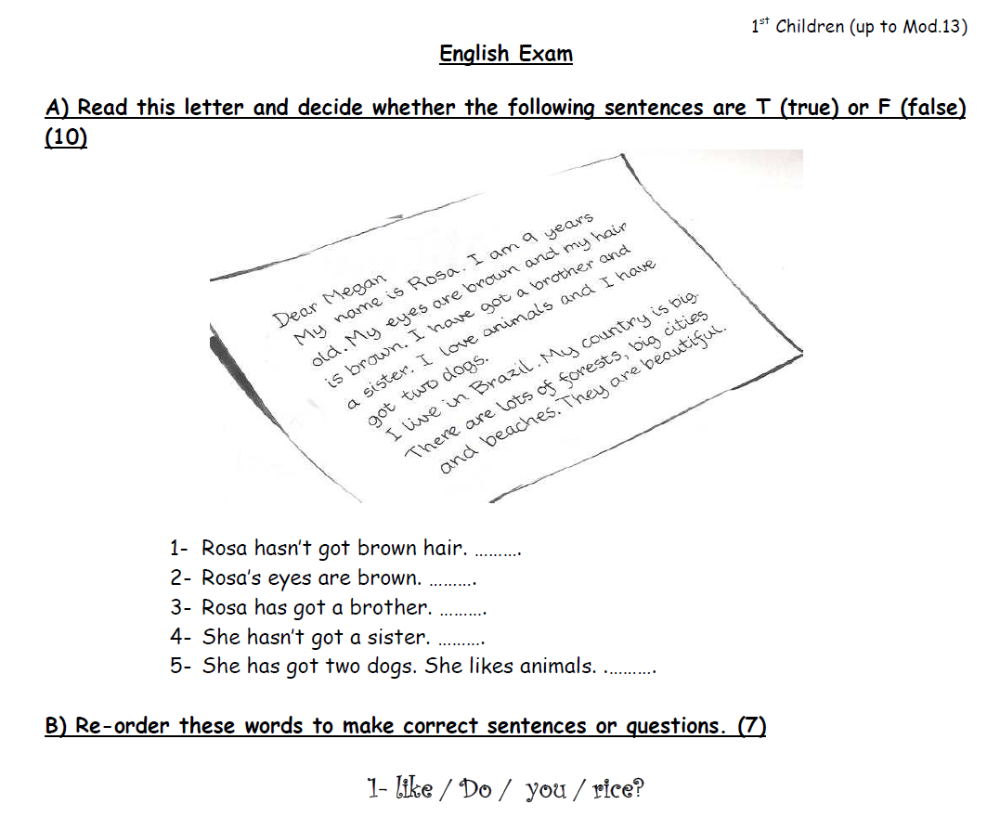 1st Children (up to Mod.13)
English Exam
A) Read this letter and decide whether the following sentences are T (true) or F (false)
(10)
Dear Megan
My name is Rosa. I am 9 years
old. My eyes are brown and my hair
is brown. I have got a brother and
a sister. I love animals and I have
got two dogs.
I live in Brazil. My country is big.
There are lots of forests, big cities
and beaches. They are beautiful.
1- Rosa hasn't got brown hair. ……….
2- Rosa's eyes are brown. ……….
3- Rosa has got a brother. ……….
4- She hasn't got a sister. ……….
5- She has got two dogs. She likes animals. .……….
B) Re-order these words to make correct sentences or questions. (7)
1- like / Do / you / rice?